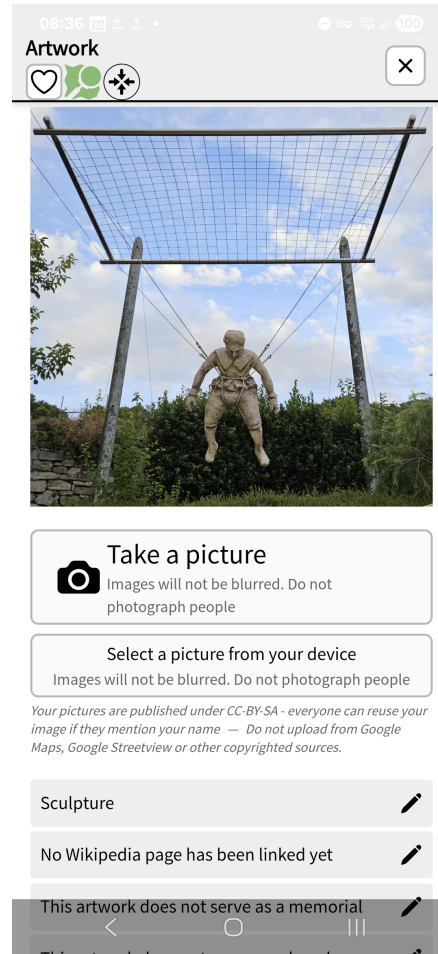 08:36
100
Artwork
Take a picture
Images will not be blurred. Do not
photograph people
Select a picture from your device
Images will not be blurred. Do not photograph people
Your pictures are published under CC-BY-SA - everyone can reuse your
image if they mention your name — Do not upload from Google
Maps, Google Streetview or other copyrighted sources.
Sculpture
No Wikipedia page has been linked yet
This artwork does not serve as a memorial